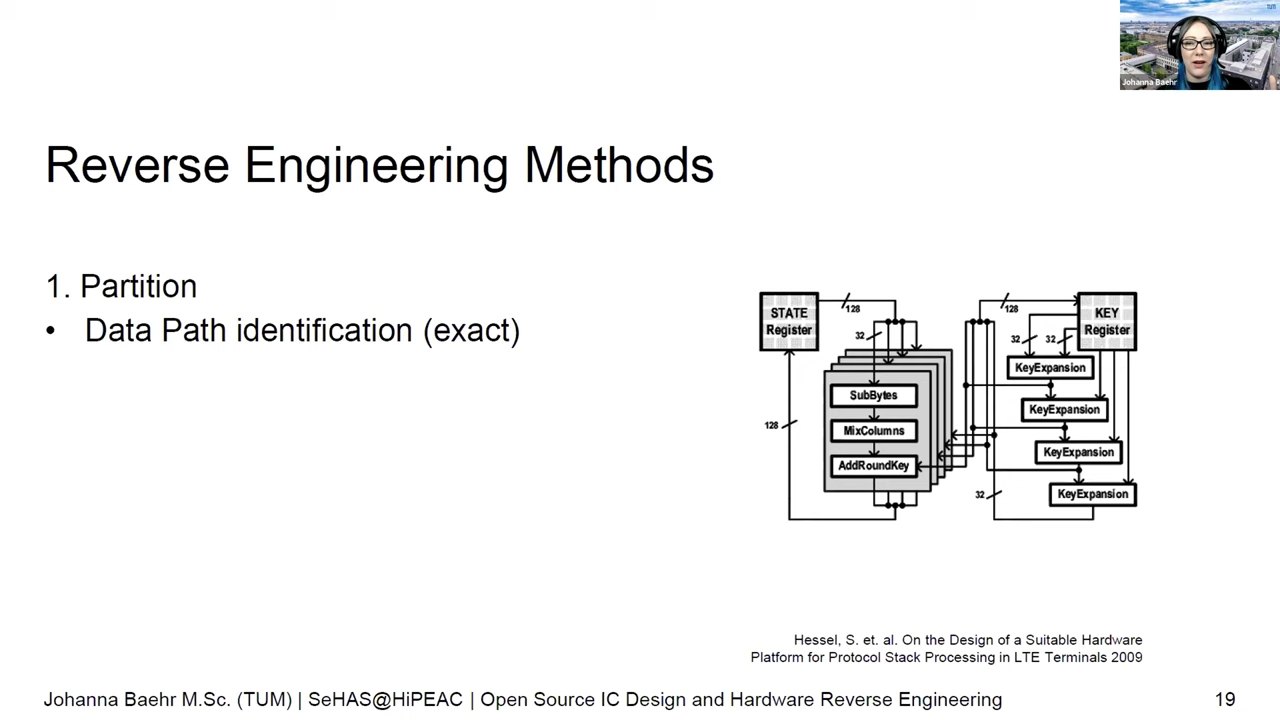 TUM
Johanna Baehr
Reverse Engineering Methods
1. Partition
• Data Path identification (exact)
STATE
Register
128
32
SubBytes
MixColumns
AddRoundKey
128
128
KEY
Register
32
32
KeyExpansion
KeyExpansion
KeyExpansion
KeyExpansion
32
Hessel, S. et. al. On the Design of a Suitable Hardware
Platform for Protocol Stack Processing in LTE Terminals 2009
Johanna Baehr M.Sc. (TUM) | SeHAS@HiPEAC | Open Source IC Design and Hardware Reverse Engineering
19